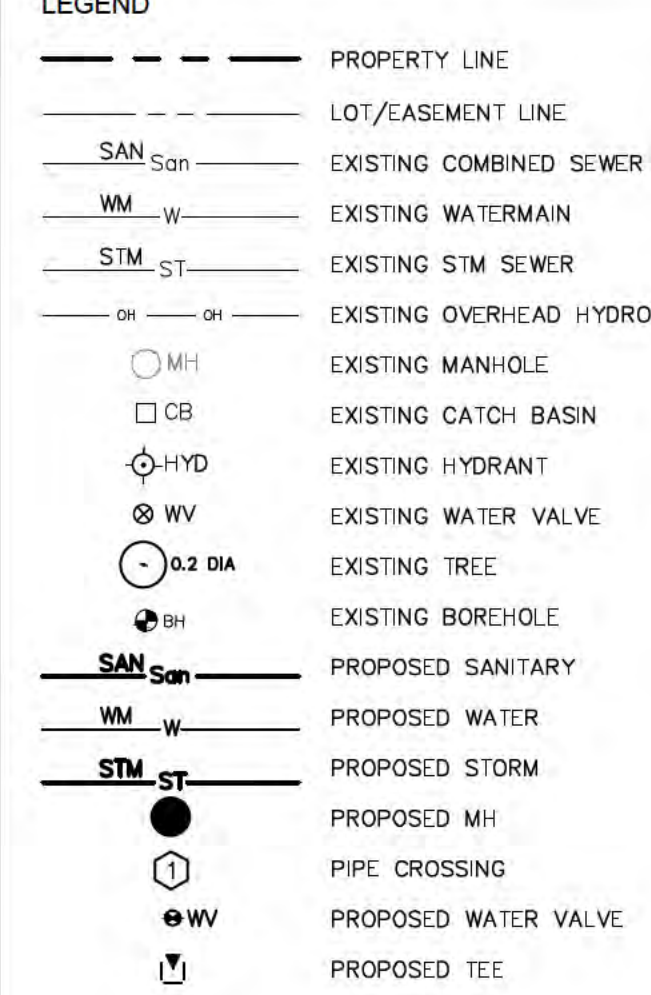 LEGEND
PROPERTY LINE
LOT/EASEMENT LINE
SAN San EXISTING COMBINED SEWER
WM W EXISTING WATERMAIN
STM ST EXISTING STM SEWER
OH OH EXISTING OVERHEAD HYDRO
MH EXISTING MANHOLE
CB EXISTING CATCH BASIN
HYD EXISTING HYDRANT
WV EXISTING WATER VALVE
0.2 DIA EXISTING TREE
BH EXISTING BOREHOLE
SAN San PROPOSED SANITARY
WM W PROPOSED WATER
STM ST PROPOSED STORM
PROPOSED MH
1 PIPE CROSSING
WV PROPOSED WATER VALVE
PROPOSED TEE